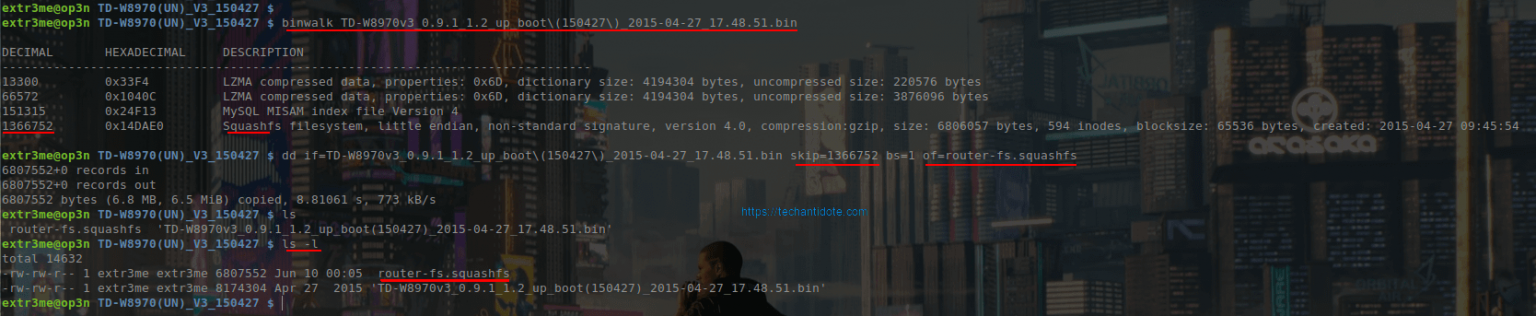 extr3me@op3n TD-W8970(UN)_V3_150427 $
extr3me@op3n TD-W8970(UN)_V3_150427 $ binwalk TD-W8970v3_0.9.1_1.2_up_boot\(150427\)_2015-04-27_17.48.51.bin
DECIMAL HEXADECIMAL DESCRIPTION
--------------------------------------------------------------------------------
13300 0x33F4 LZMA compressed data, properties: 0x6D, dictionary size: 4194304 bytes, uncompressed size: 220576 bytes
66572 0x1040C LZMA compressed data, properties: 0x6D, dictionary size: 4194304 bytes, uncompressed size: 3876096 bytes
151315 0x24F13 MySQL MISAM index file Version 4
1366752 0x14DAE0 Squashfs filesystem, little endian, non-standard signature, version 4.0, compression:gzip, size: 6806057 bytes, 594 inodes, blocksize: 65536 bytes, created: 2015-04-27 09:45:54
extr3me@op3n TD-W8970(UN)_V3_150427 $ dd if=TD-W8970v3_0.9.1_1.2_up_boot\(150427\)_2015-04-27_17.48.51.bin skip=1366752 bs=1 of=router-fs.squashfs
6807552+0 records in
6807552+0 records out
6807552 bytes (6.8 MB, 6.5 MiB) copied, 8.81061 s, 773 kB/s
extr3me@op3n TD-W8970(UN)_V3_150427 $ ls
router-fs.squashfs 'TD-W8970v3_0.9.1_1.2_up_boot(150427)_2015-04-27_17.48.51.bin'
extr3me@op3n TD-W8970(UN)_V3_150427 $ ls -l
total 14632
-rw-rw-r-- 1 extr3me extr3me 6807552 Jun 10 00:05 router-fs.squashfs
-rw-rw-r-- 1 extr3me extr3me 8174304 Apr 27 2015 'TD-W8970v3_0.9.1_1.2_up_boot(150427)_2015-04-27_17.48.51.bin'
extr3me@op3n TD-W8970(UN)_V3_150427 $
https://techantidote.com
arasaka